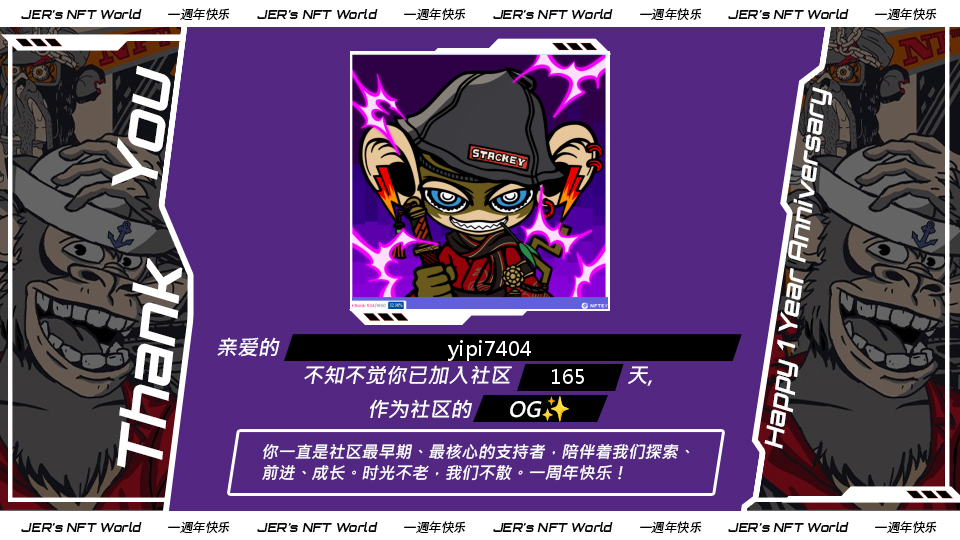 JER's NFT World 一週年快乐 JER's NFT World 一週年快乐 JER's NFT World 一週年快乐 JER's NFT World 一週年快乐
Thank You
STACKEY
亲爱的 yipi7404
不知不觉你已加入社区 165 天,
作为社区的 OG✨
你一直是社区最早期、最核心的支持者，陪伴着我们探索、
前进、成长。时光不老，我们不散。一周年快乐！
Happy 1 Year Anniversary
JER's NFT World 一週年快乐 JER's NFT World 一週年快乐 JER's NFT World 一週年快乐 JER's NFT World 一週年快乐